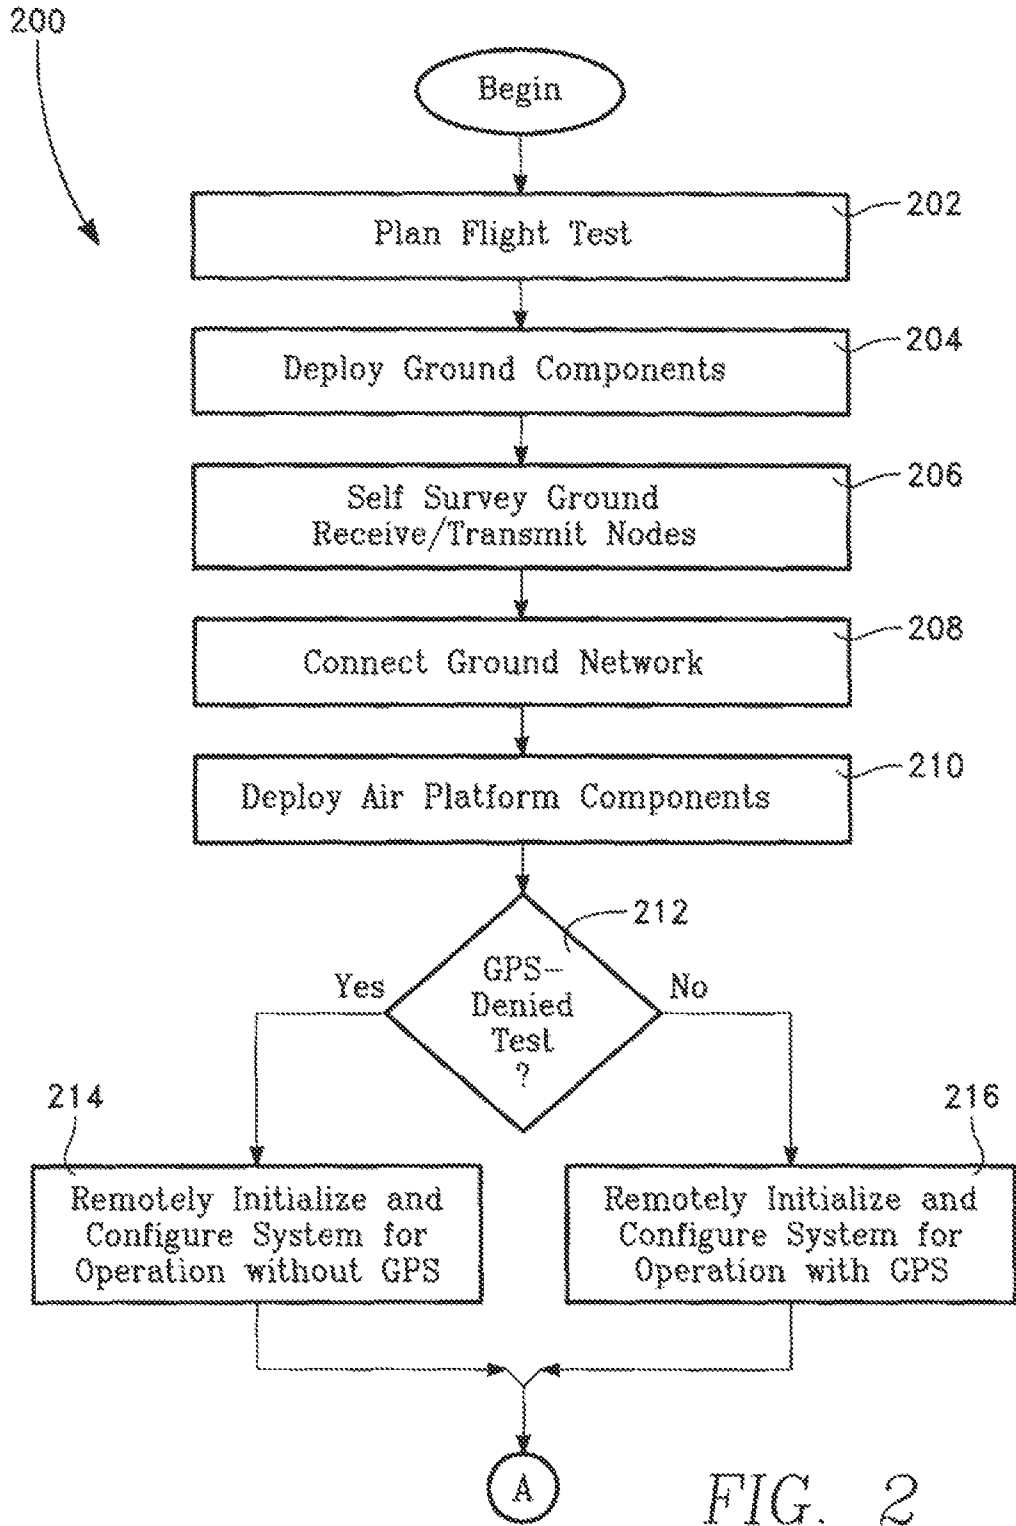 200
Begin
202
Plan Flight Test
204
Deploy Ground Components
206
Self Survey Ground
Receive/Transmit Nodes
208
Connect Ground Network
210
Deploy Air Platform Components
212
GPS-
Denied
Test
?
Yes
No
214
Remotely Initialize and
Configure System for
Operation without GPS
216
Remotely Initialize and
Configure System for
Operation with GPS
A
FIG. 2